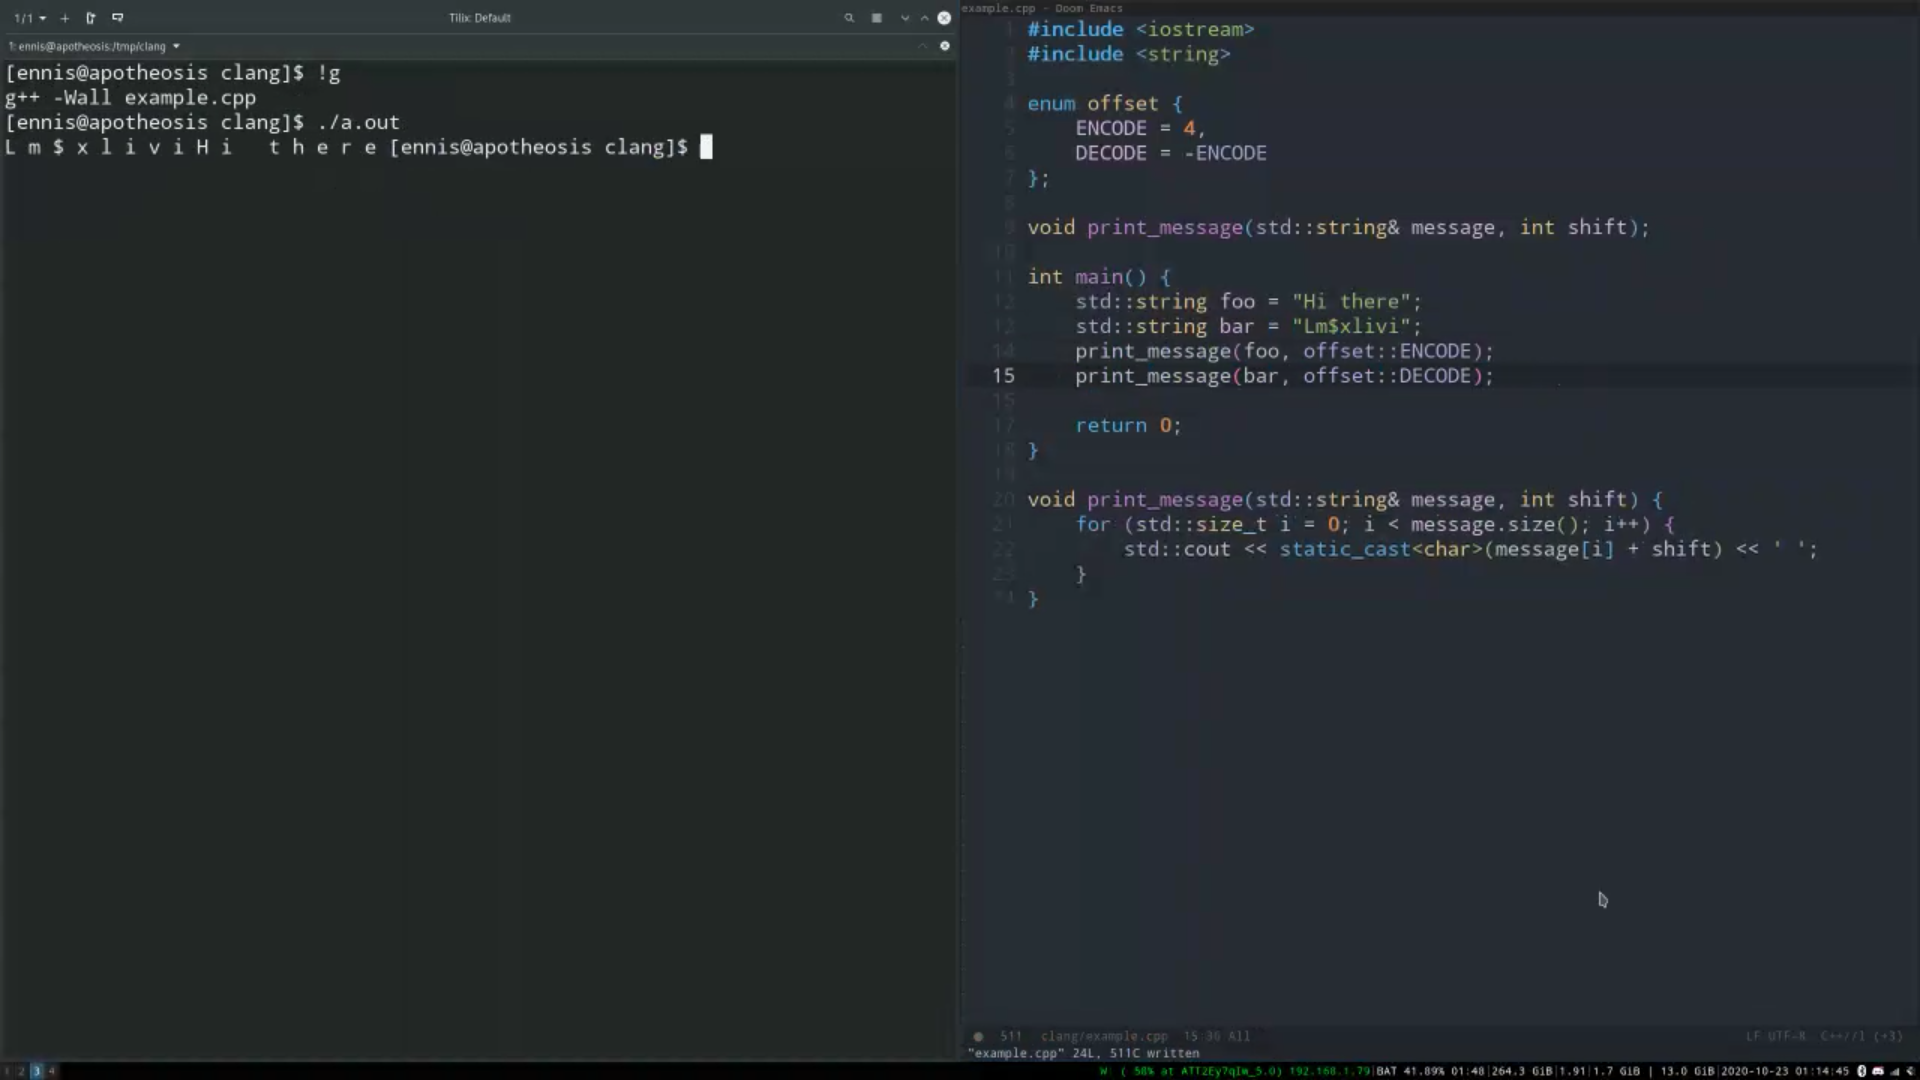 1/1
Tilix: Default
1: ennis@apotheosis:/tmp/clang
[ennis@apotheosis clang]$ !g
g++ -Wall example.cpp
[ennis@apotheosis clang]$ ./a.out
L m $ x l i v i H i   t h e r e [ennis@apotheosis clang]$
example.cpp - Doom Emacs
1 #include <iostream>
#include <string>
3
4 enum offset {
5     ENCODE = 4,
6     DECODE = -ENCODE
7 };
8
9 void print_message(std::string& message, int shift);
10
11 int main() {
12     std::string foo = "Hi there";
    std::string bar = "Lm$xlivi";
14     print_message(foo, offset::ENCODE);
15     print_message(bar, offset::DECODE);

17     return 0;
18 }
19
20 void print_message(std::string& message, int shift) {
21     for (std::size_t i = 0; i < message.size(); i++) {
22         std::cout << static_cast<char>(message[i] + shift) << ' ';
23     }
24 }
511 clang/example.cpp 15:36 All
LF UTF-8 C++//l (+3)
"example.cpp" 24L, 511C written
1 2 3 4
W: ( 58% at ATT2Ey7qIm_5.0) 192.168.1.79|BAT 41.89% 01:48|264.3 GiB|1.91|1.7 GiB | 13.0 GiB|2020-10-23 01:14:45